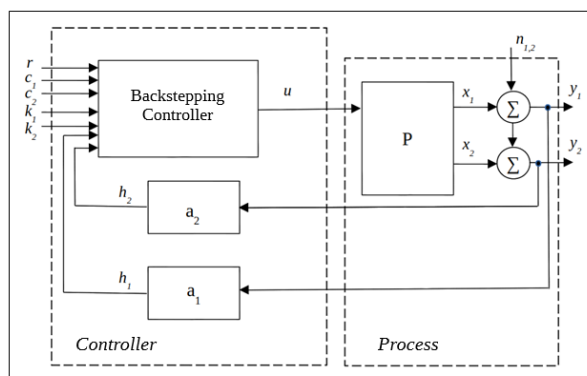 r
c1
c2
k1
k2
Backstepping
Controller
u
P
x1
x2
n1,2
∑
∑
y1
y2
h2
a2
h1
a1
Controller
Process